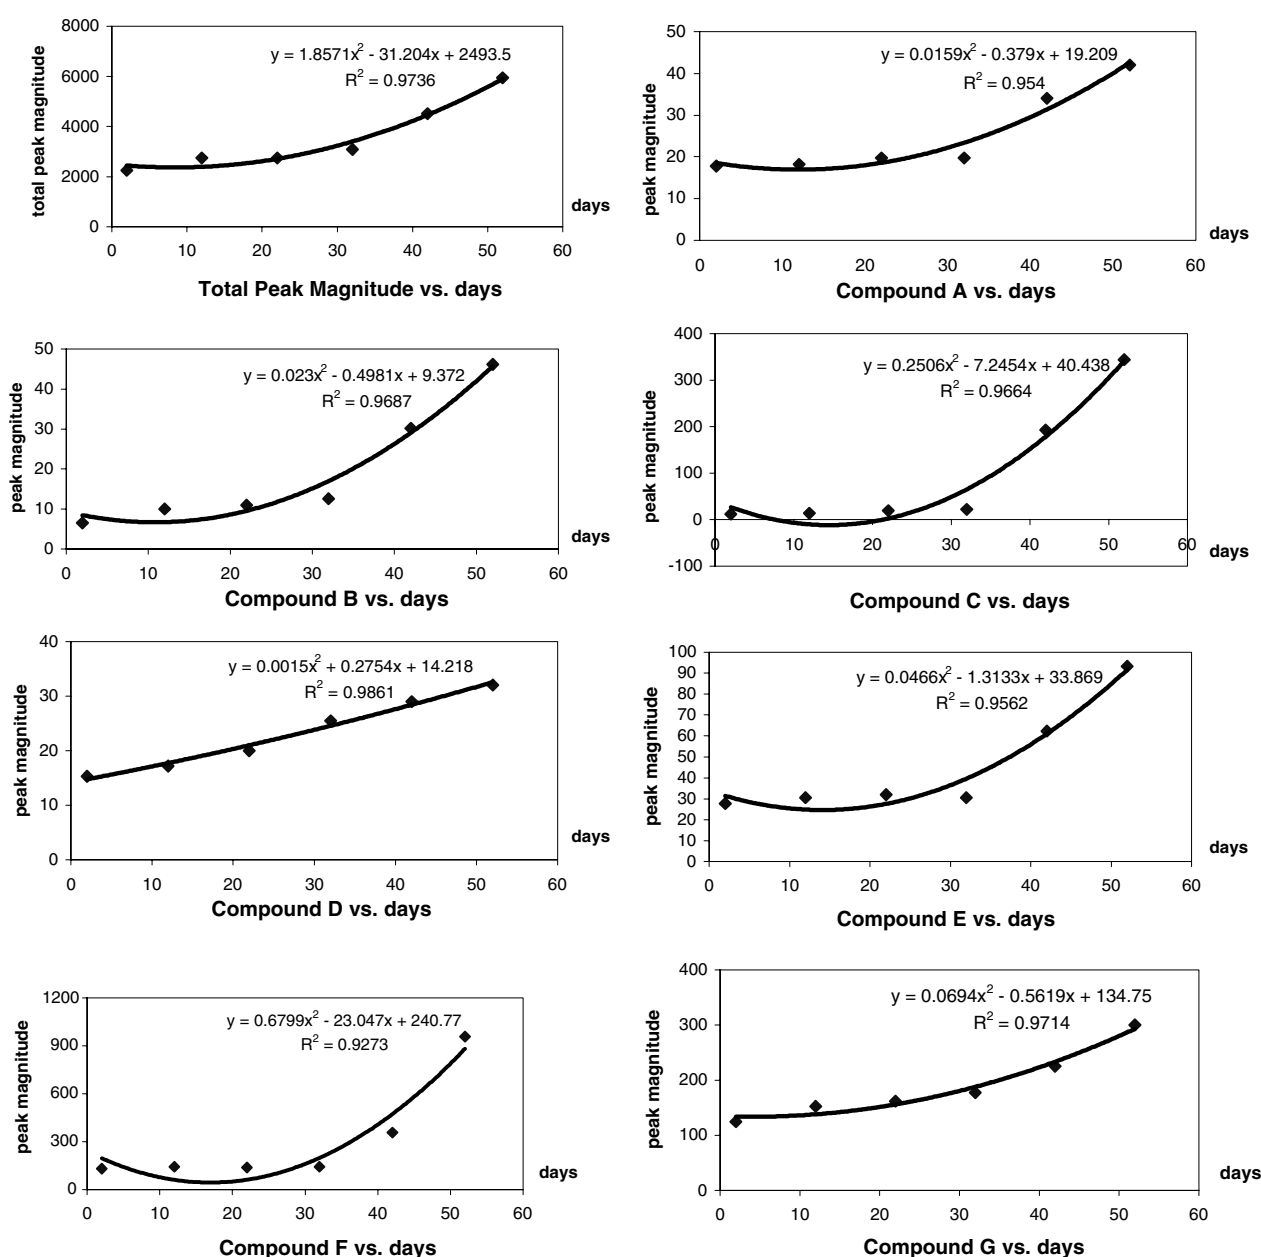 total peak magnitude
8000
6000
4000
2000
0
y = 1.8571x² - 31.204x + 2493.5
R² = 0.9736
days
0 10 20 30 40 50 60
Total Peak Magnitude vs. days
peak magnitude
50
40
30
20
10
0
y = 0.0159x² - 0.379x + 19.209
R² = 0.954
days
0 10 20 30 40 50 60
Compound A vs. days
peak magnitude
50
40
30
20
10
0
y = 0.023x² - 0.4981x + 9.372
R² = 0.9687
days
0 10 20 30 40 50 60
Compound B vs. days
peak magnitude
400
300
200
100
0
-100
y = 0.2506x² - 7.2454x + 40.438
R² = 0.9664
0 10 20 30 40 50 60
days
Compound C vs. days
peak magnitude
40
30
20
10
0
y = 0.0015x² + 0.2754x + 14.218
R² = 0.9861
days
0 10 20 30 40 50 60
Compound D vs. days
peak magnitude
100
90
80
70
60
50
40
30
20
10
0
y = 0.0466x² - 1.3133x + 33.869
R² = 0.9562
days
0 10 20 30 40 50 60
Compound E vs. days
peak magnitude
1200
900
600
300
0
y = 0.6799x² - 23.047x + 240.77
R² = 0.9273
days
0 10 20 30 40 50 60
Compound F vs. days
peak magnitude
400
300
200
100
0
y = 0.0694x² - 0.5619x + 134.75
R² = 0.9714
days
0 10 20 30 40 50 60
Compound G vs. days